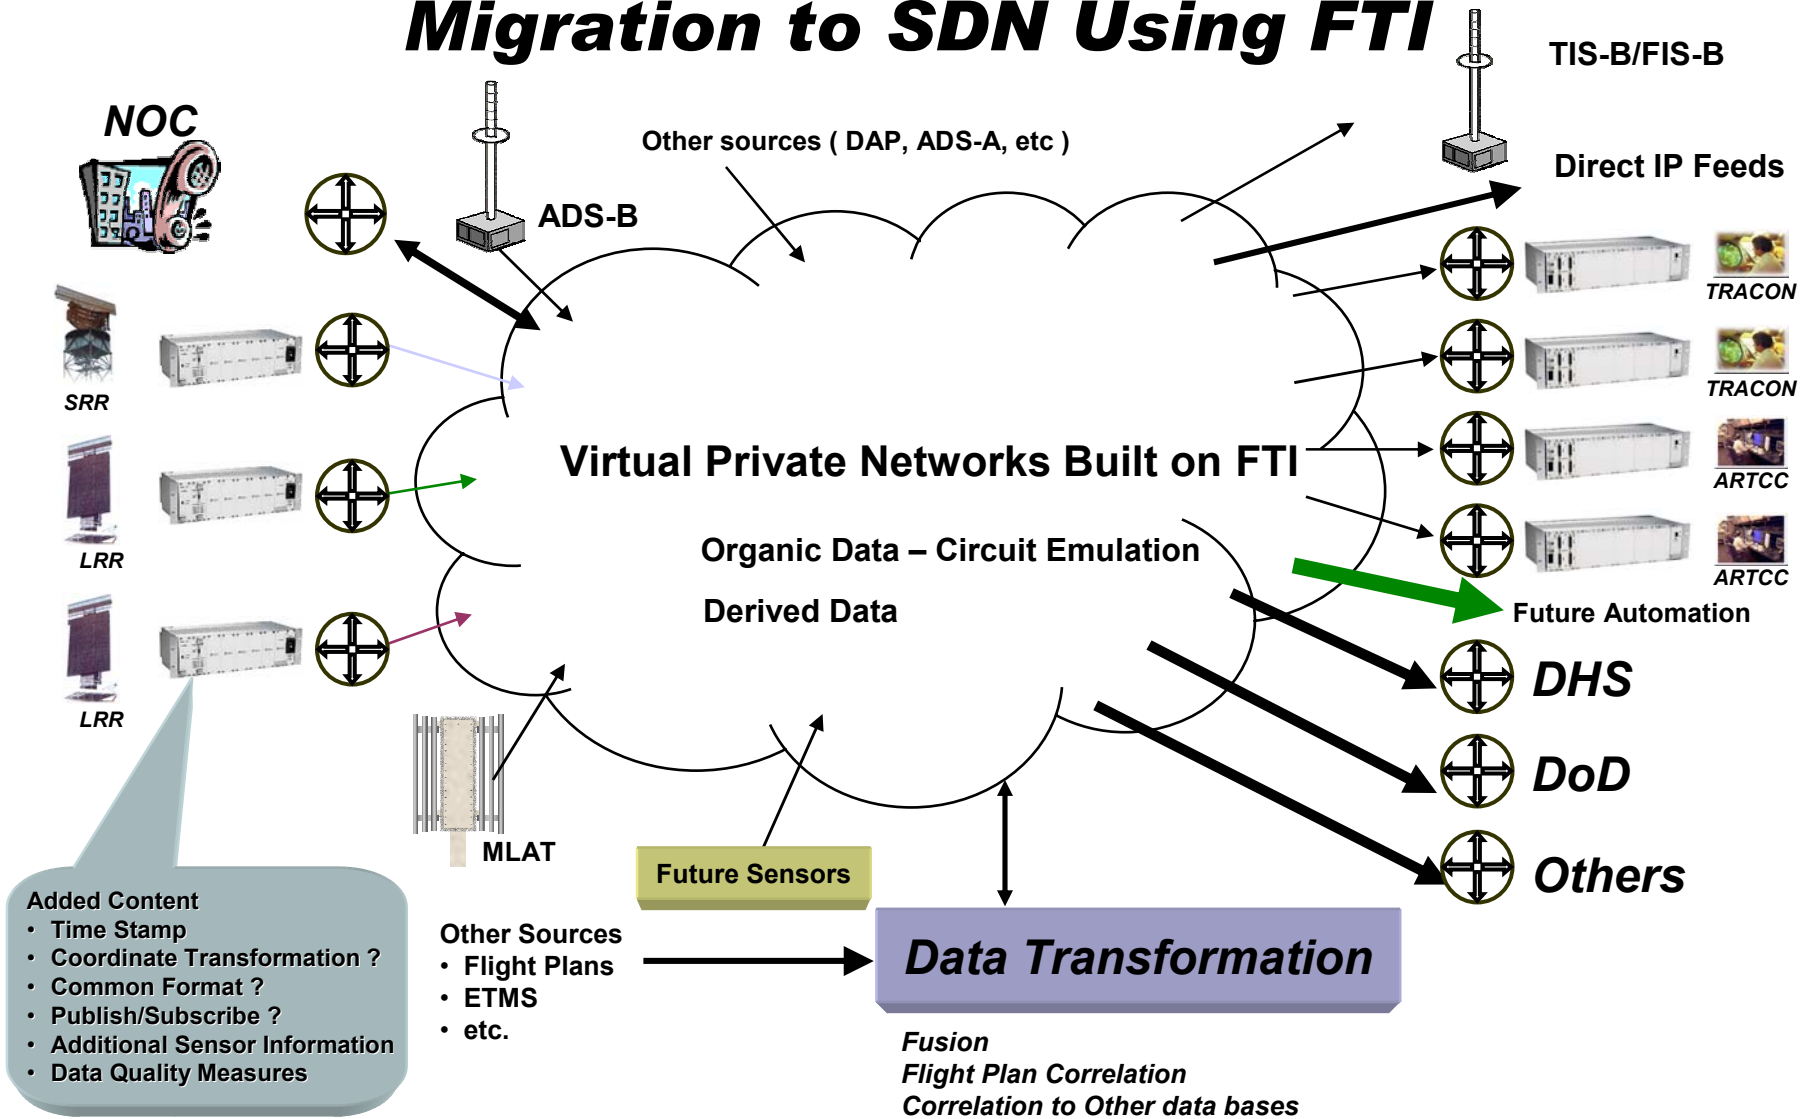 Migration to SDN Using FTI
TIS-B/FIS-B
NOC
Other sources ( DAP, ADS-A, etc )
Direct IP Feeds
ADS-B
TRACON
SRR
TRACON
Virtual Private Networks Built on FTI
ARTCC
LRR
Organic Data – Circuit Emulation
ARTCC
Derived Data
Future Automation
DHS
LRR
DoD
MLAT
Future Sensors
Others
Added Content
• Time Stamp
• Coordinate Transformation ?
• Common Format ?
• Publish/Subscribe ?
• Additional Sensor Information
• Data Quality Measures
Other Sources
• Flight Plans
• ETMS
• etc.
Data Transformation
Fusion
Flight Plan Correlation
Correlation to Other data bases